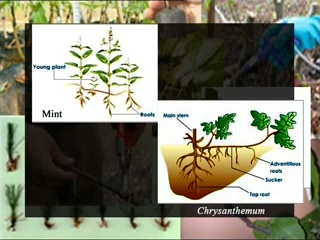 Young plant
Roots
Mint
Main stem
Adventitious
roots
Sucker
Tap root
Chrysanthemum